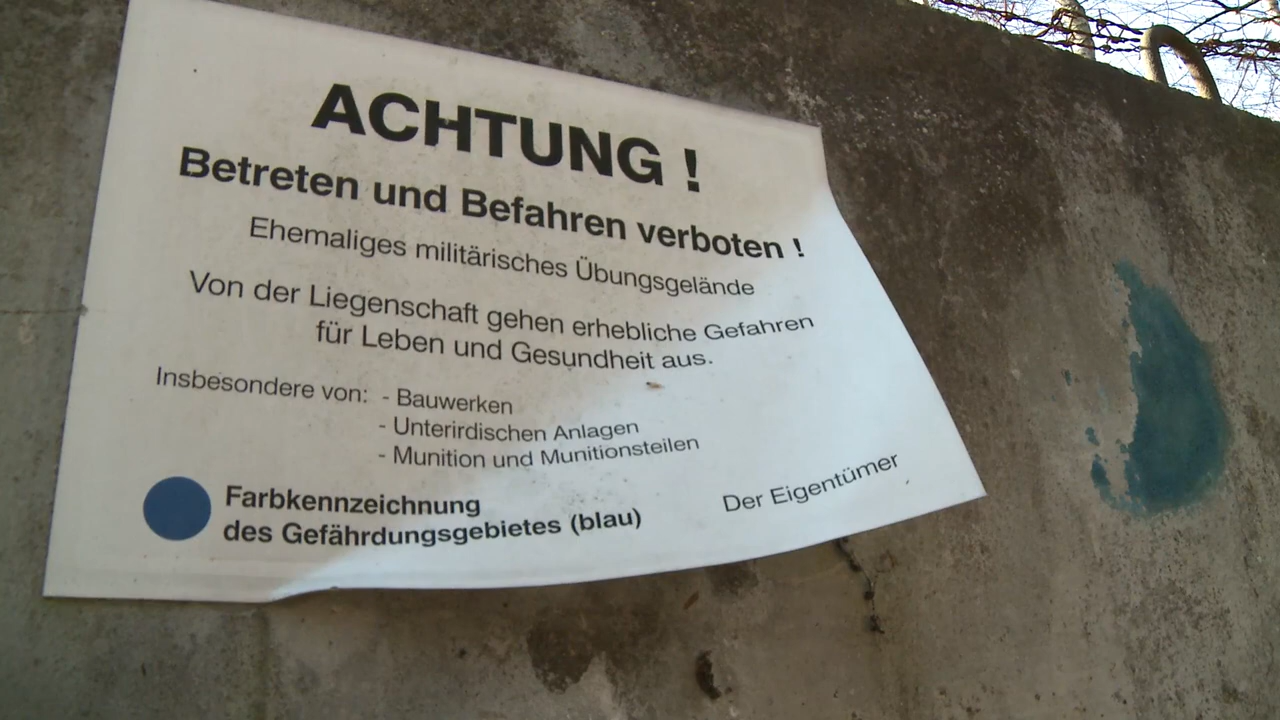 ACHTUNG !
Betreten und Befahren verboten !
Ehemaliges militärisches Übungsgelände
Von der Liegenschaft gehen erhebliche Gefahren
für Leben und Gesundheit aus.
Insbesondere von: - Bauwerken
- Unterirdischen Anlagen
- Munition und Munitionsteilen
Farbkennzeichnung
des Gefährdungsgebietes (blau)
Der Eigentümer